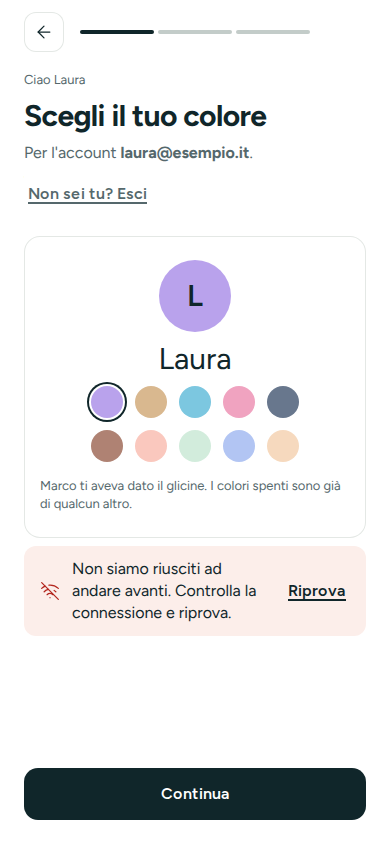 Ciao Laura
Scegli il tuo colore
Per l'account laura@esempio.it.
Non sei tu? Esci
L
Laura
Marco ti aveva dato il glicine. I colori spenti sono già
di qualcun altro.
Non siamo riusciti ad
andare avanti. Controlla la
connessione e riprova.
Riprova
Continua